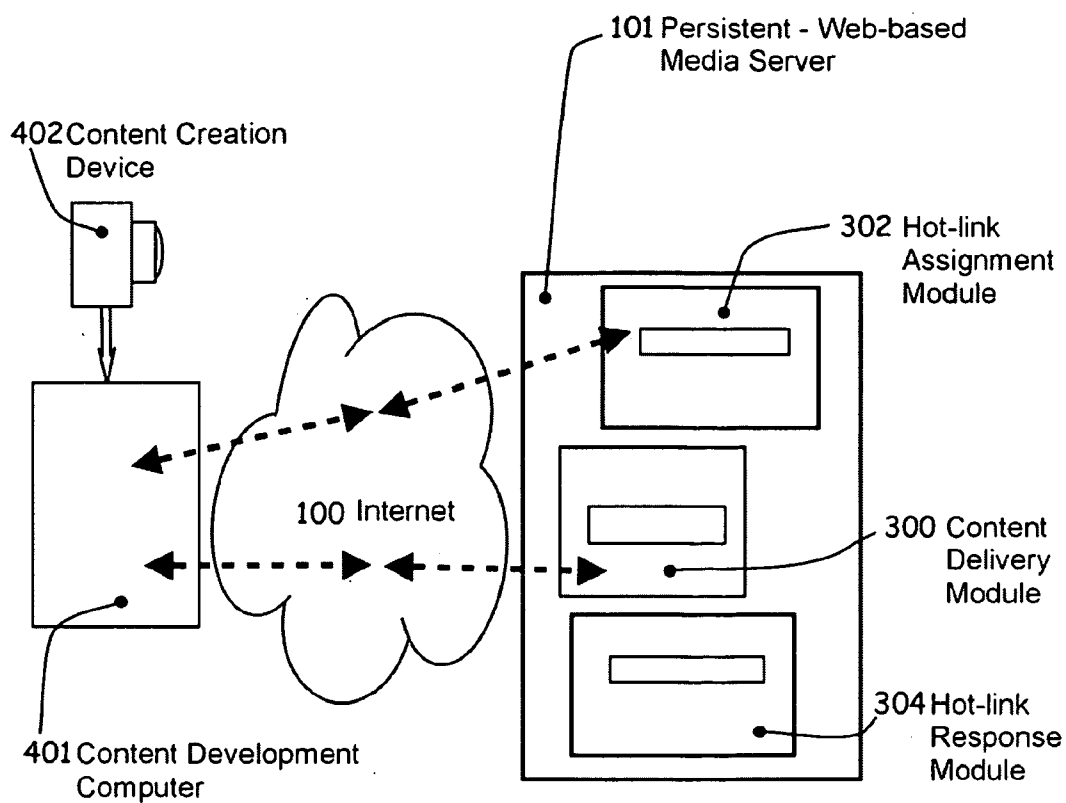 101 Persistent - Web-based
Media Server
402 Content Creation
Device
302 Hot-link
Assignment
Module
100 Internet
300 Content
Delivery
Module
304 Hot-link
Response
Module
401 Content Development
Computer